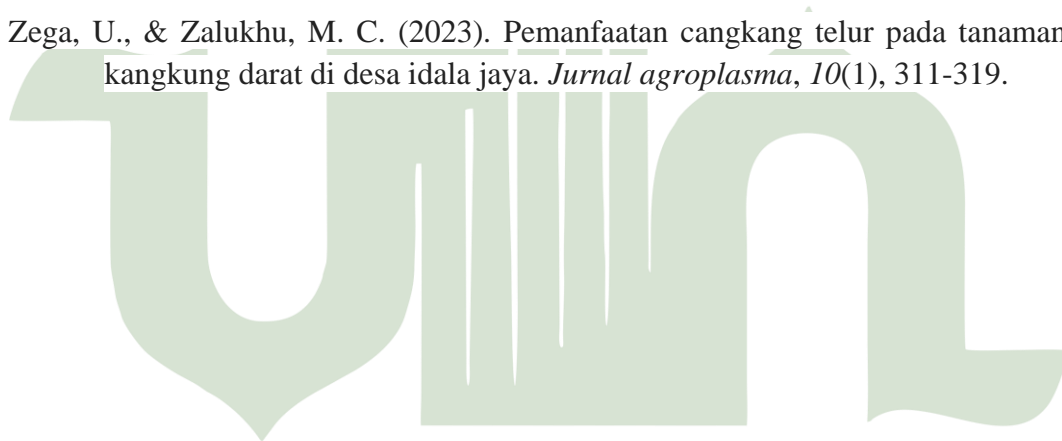 Zega, U., & Zalukhu, M. C. (2023). Pemanfaatan cangkang telur pada tanaman
kangkung darat di desa idala jaya. Jurnal agroplasma, 10(1), 311-319.